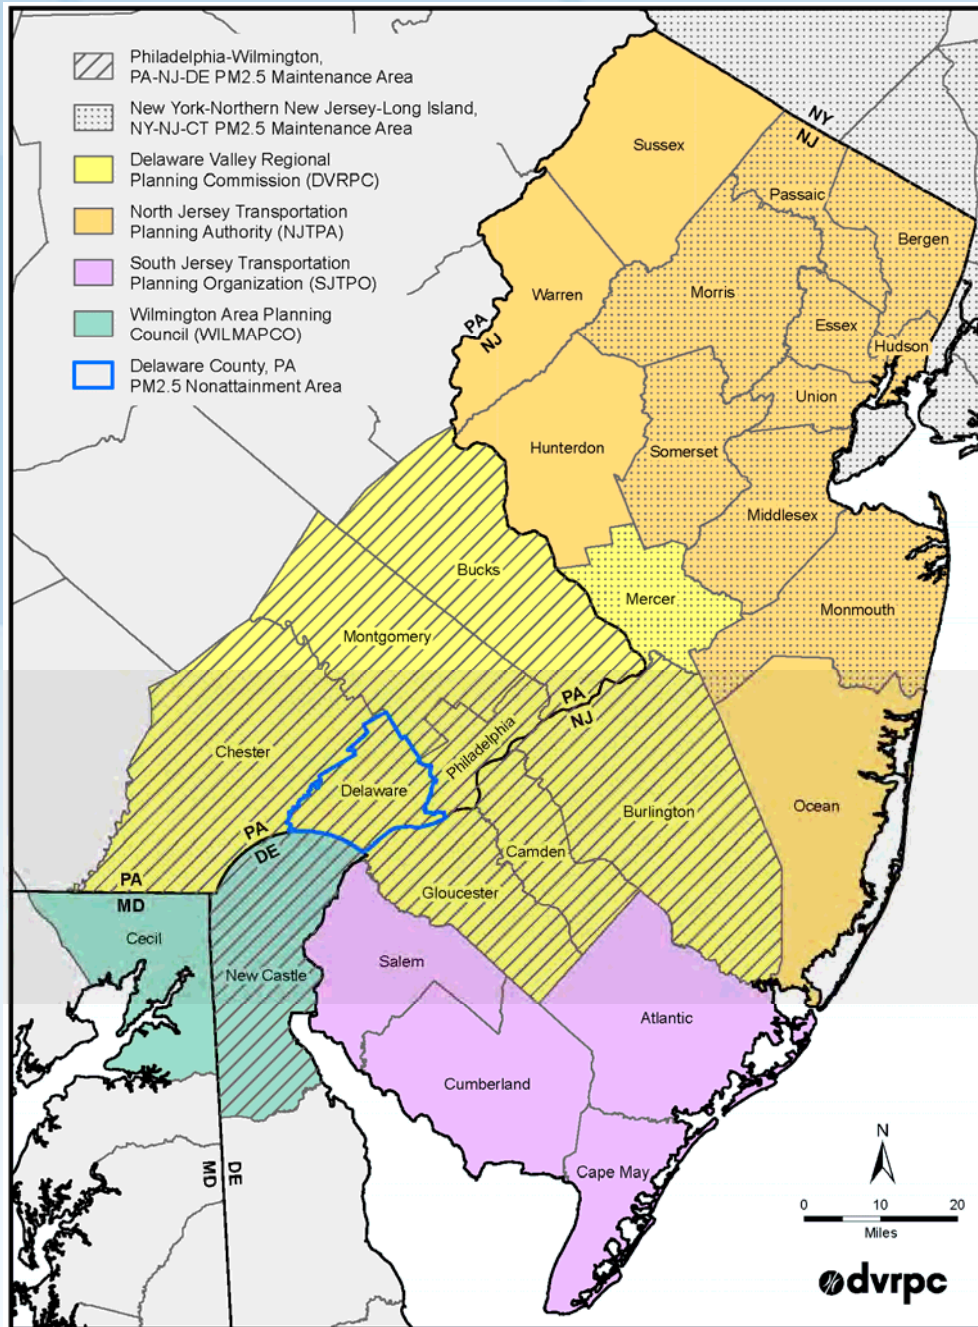 Philadelphia-Wilmington,
PA-NJ-DE PM2.5 Maintenance Area
New York-Northern New Jersey-Long Island,
NY-NJ-CT PM2.5 Maintenance Area
Delaware Valley Regional
Planning Commission (DVRPC)
North Jersey Transportation
Planning Authority (NJTPA)
South Jersey Transportation
Planning Organization (SJTPO)
Wilmington Area Planning
Council (WILMAPCO)
Delaware County, PA
PM2.5 Nonattainment Area
NY
NJ
Sussex
Passaic
Bergen
Warren
Morris
PA
NJ
Essex
Hudson
Union
Hunterdon
Somerset
Middlesex
Bucks
Mercer
Monmouth
Montgomery
PA
NJ
Philadelphia
Chester
Delaware
Ocean
Burlington
PA
DE
Camden
PA
MD
Gloucester
Cecil
Salem
New Castle
Atlantic
Cumberland
Cape May
MD
DE
N
0 10 20
Miles
dvrpc